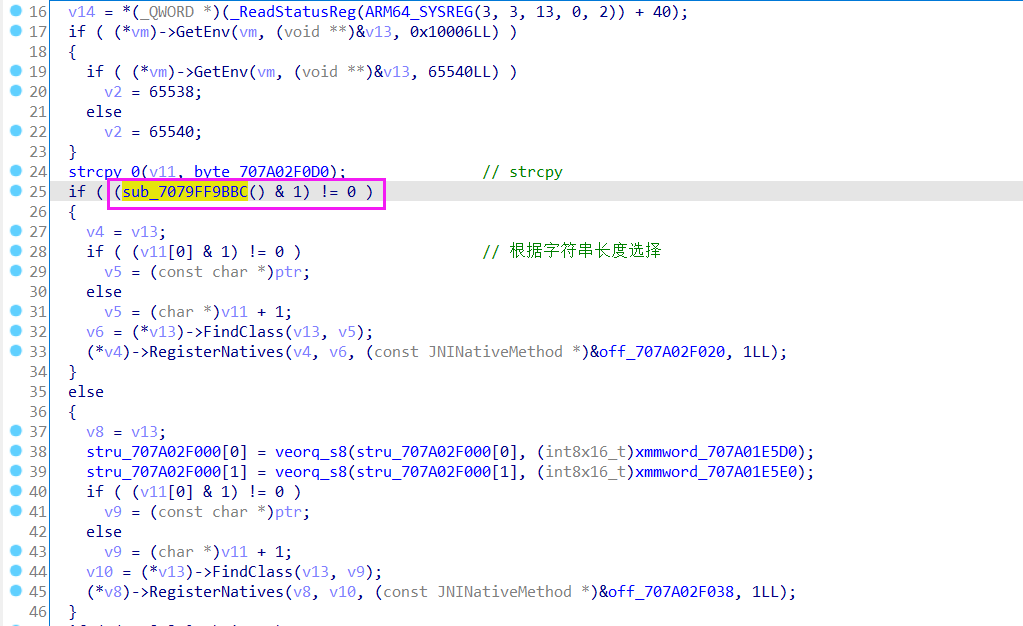 16 v14 = *(_QWORD *)(_ReadStatusReg(ARM64_SYSREG(3, 3, 13, 0, 2)) + 40);
17 if ( (*vm)->GetEnv(vm, (void **)&v13, 0x10006LL) )
18 {
19 if ( (*vm)->GetEnv(vm, (void **)&v13, 65540LL) )
20 v2 = 65538;
21 else
22 v2 = 65540;
23 }
24 strcpy_0(v11, byte_707A02F0D0); // strcpy
25 if ( (sub_7079FF9BBC() & 1) != 0 )
26 {
27 v4 = v13;
28 if ( (v11[0] & 1) != 0 ) // 根据字符串长度选择
29 v5 = (const char *)ptr;
30 else
31 v5 = (char *)v11 + 1;
32 v6 = (*v13)->FindClass(v13, v5);
33 (*v4)->RegisterNatives(v4, v6, (const JNINativeMethod *)&off_707A02F020, 1LL);
34 }
35 else
36 {
37 v8 = v13;
38 stru_707A02F000[0] = veorq_s8(stru_707A02F000[0], (int8x16_t)xmmword_707A01E5D0);
39 stru_707A02F000[1] = veorq_s8(stru_707A02F000[1], (int8x16_t)xmmword_707A01E5E0);
40 if ( (v11[0] & 1) != 0 )
41 v9 = (const char *)ptr;
42 else
43 v9 = (char *)v11 + 1;
44 v10 = (*v13)->FindClass(v13, v9);
45 (*v8)->RegisterNatives(v8, v10, (const JNINativeMethod *)&off_707A02F038, 1LL);
46 }